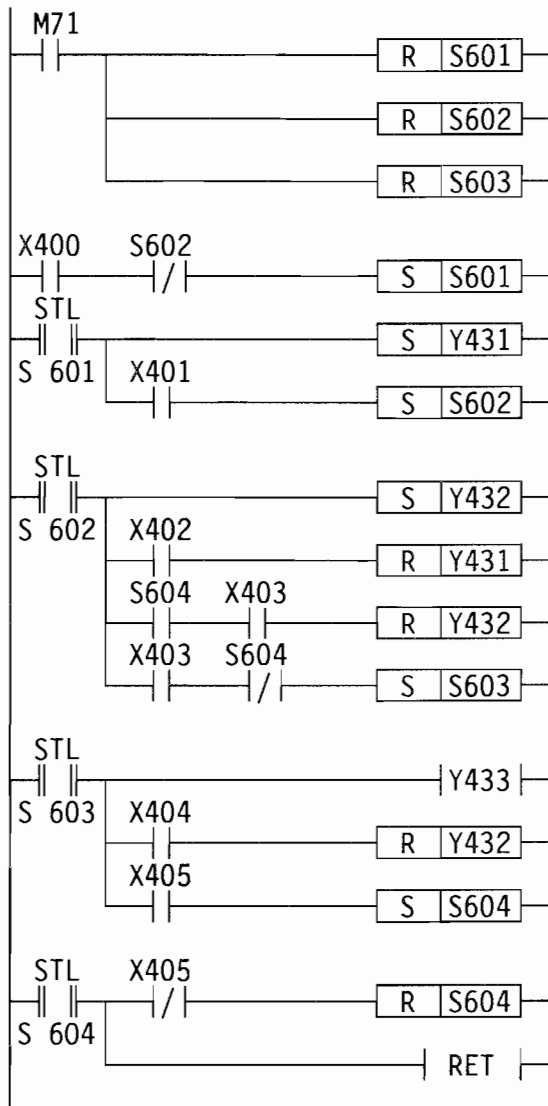 M71
R S601
R S602
R S603
X400 S602
S S601
STL
S Y431
S 601 X401
S S602
STL
S Y432
S 602 X402
R Y431
S604 X403
R Y432
X403 S604
S S603
STL
Y433
S 603 X404
R Y432
X405
S S604
STL X405
R S604
S 604
RET